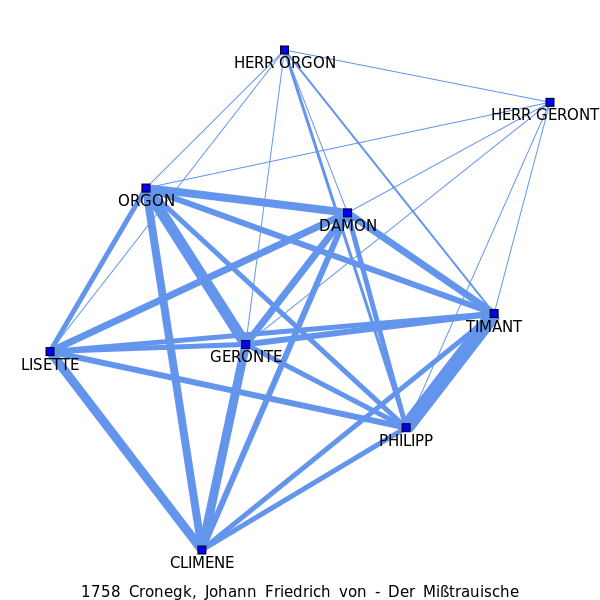 HERR ORGON
HERR GERONT
ORGON
DAMON
TIMANT
GERONTE
LISETTE
PHILIPP
CLIMENE
1758 Cronegk, Johann Friedrich von - Der Mißtrauische